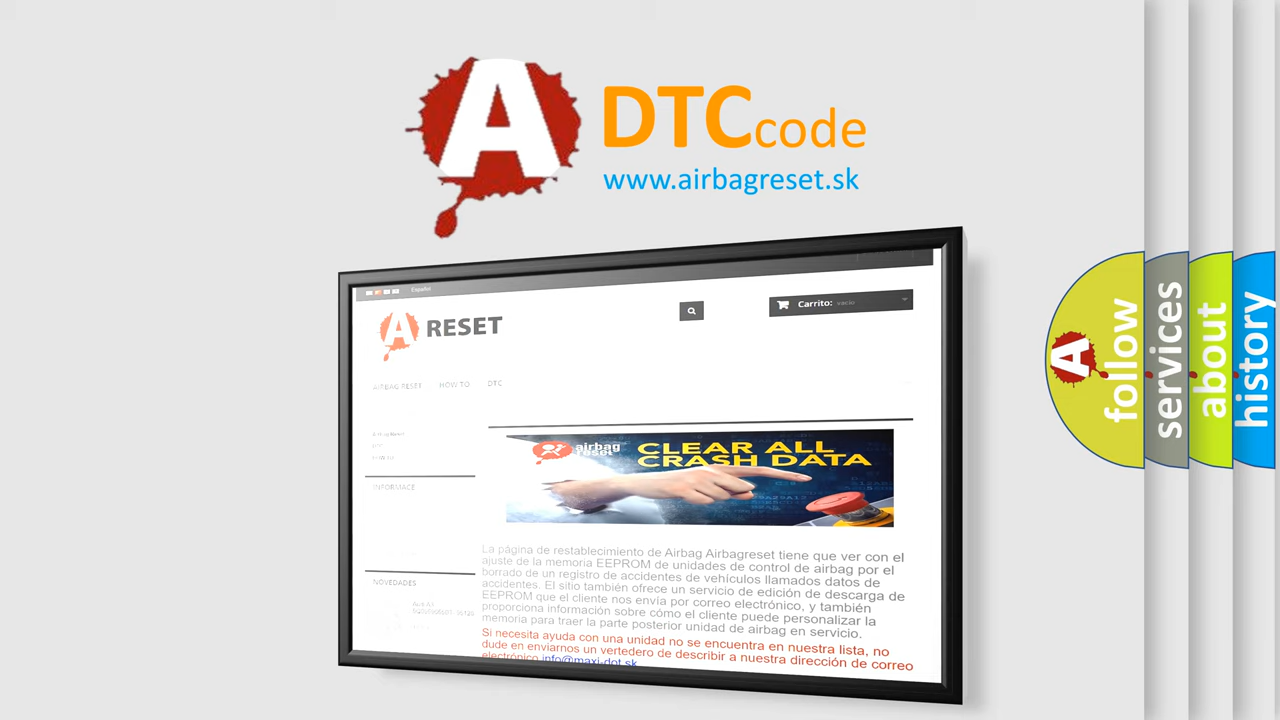 A DTCcode
www.airbagreset.sk
Español
A RESET
Carrito: vacío
AIRBAG RESET HOW TO DTC
INFORMACE
airbag
reset
CLEAR ALL
CRASH DATA
La página de restablecimiento de Airbag Airbagreset tiene que ver con el
ajuste de la memoria EEPROM de unidades de control de airbag por el
borrado de un registro de accidentes de vehículos llamados datos de
accidentes. El sitio también ofrece un servicio de edición de descarga de
EEPROM que el cliente nos envía por correo electrónico, y también
proporciona información sobre cómo el cliente puede personalizar la
memoria para traer la parte posterior unidad de airbag en servicio.
Si necesita ayuda con una unidad no se encuentra en nuestra lista, no
dude en enviarnos un vertedero de describir a nuestra dirección de correo
electrónico info@maxi-dot.sk
NOVEDADES
A follow
services
about
history